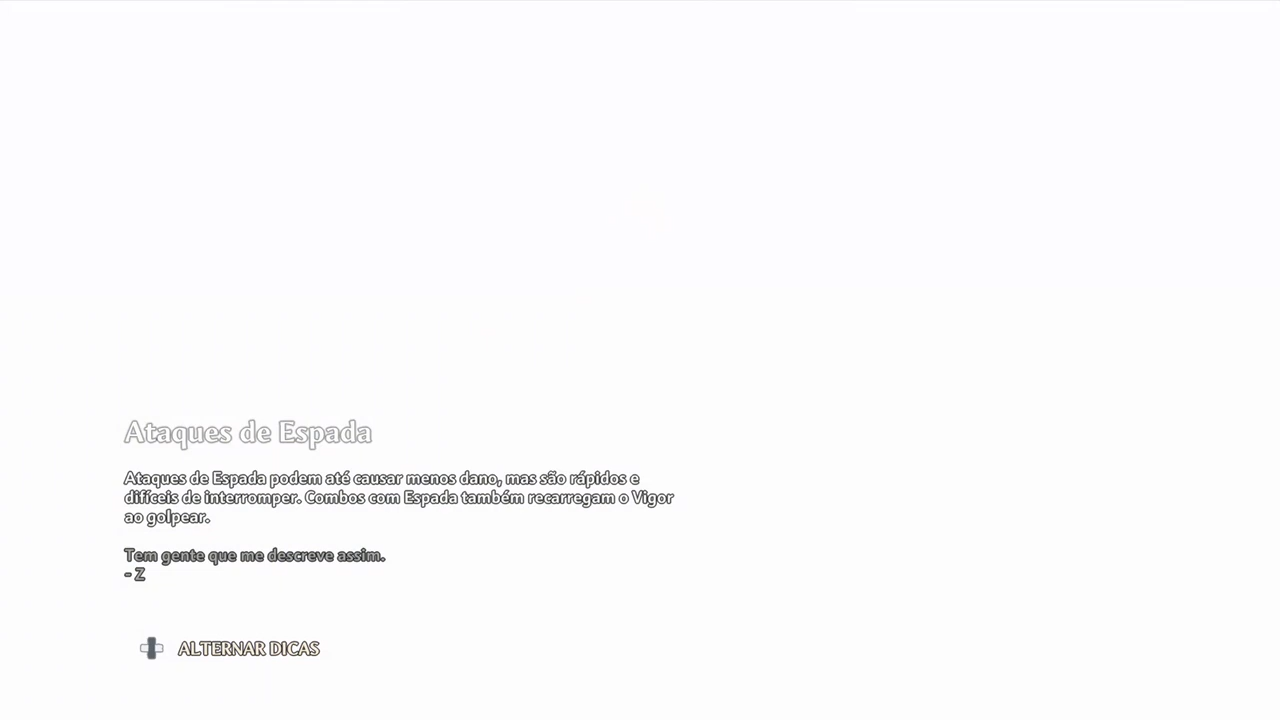 Ataques de Espada
Ataques de Espada podem até causar menos dano, mas são rápidos e
difíceis de interromper. Combos com Espada também recarregam o Vigor
ao golpear.
Tem gente que me descreve assim.
- Z
ALTERNAR DICAS